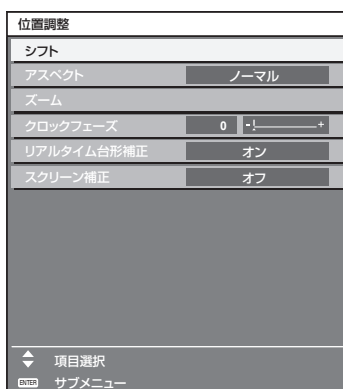 位置調整
シフト
アスペクト ノーマル
ズーム
クロックフェーズ 0 - +
リアルタイム台形補正 オン
スクリーン補正 オフ
項目選択
ENTER サブメニュー